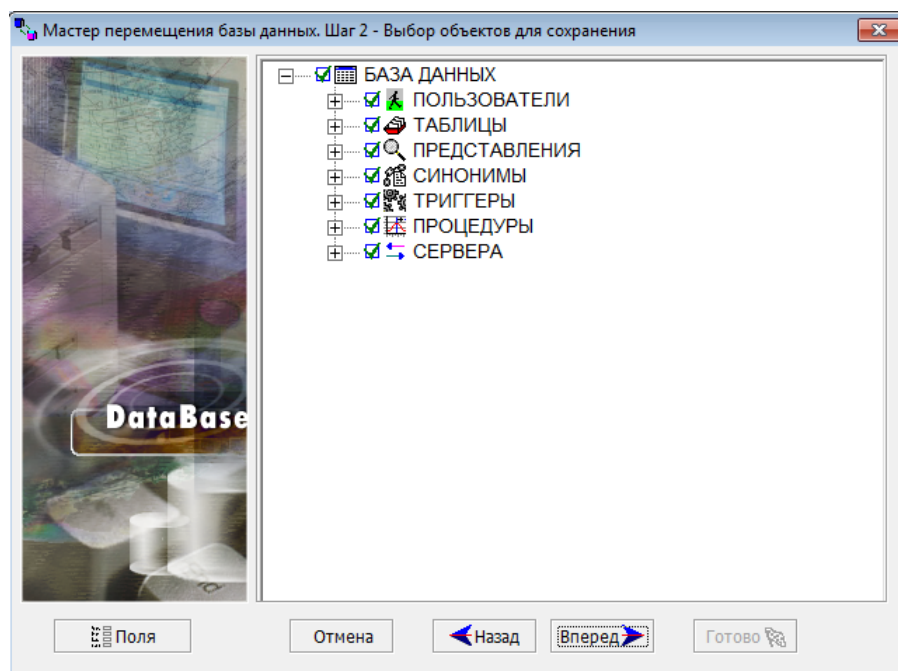 Мастер перемещения базы данных. Шаг 2 - Выбор объектов для сохранения
БАЗА ДАННЫХ
ПОЛЬЗОВАТЕЛИ
ТАБЛИЦЫ
ПРЕДСТАВЛЕНИЯ
СИНОНИМЫ
ТРИГГЕРЫ
ПРОЦЕДУРЫ
СЕРВЕРА
DataBase
Поля
Отмена
Назад
Вперед
Готово